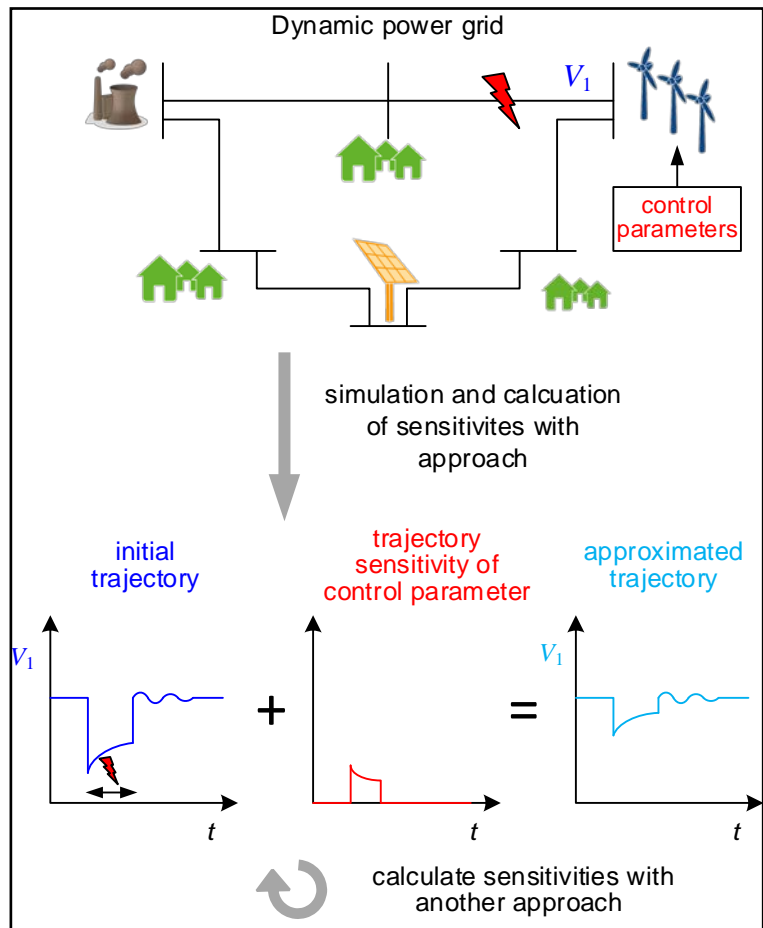 Dynamic power grid
V1
control
parameters
simulation and calcuation
of sensitivites with
approach
initial
trajectory
trajectory
sensitivity of
control parameter
approximated
trajectory
V1
+
=
V1
t
t
t
calculate sensitivities with
another approach